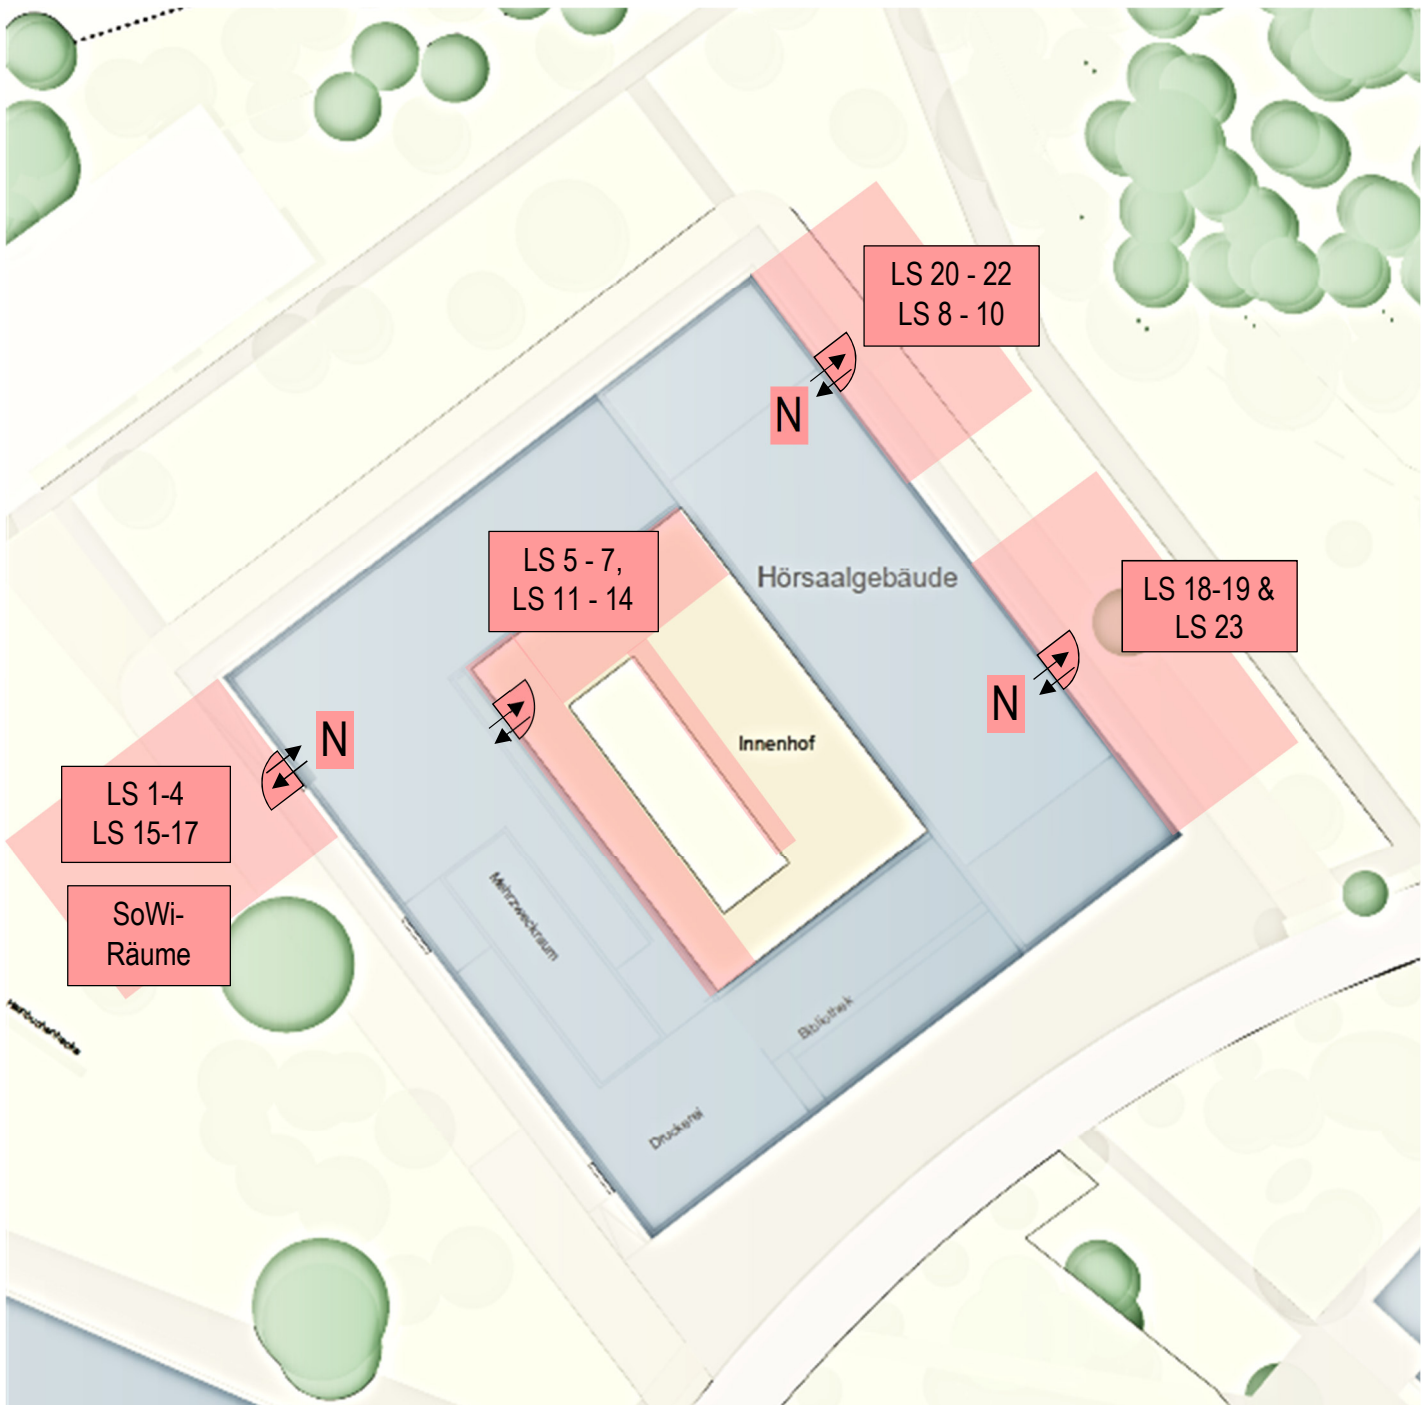 LS 20 - 22
LS 8 - 10
N
LS 5 - 7,
LS 11 - 14
Hörsaalgebäude
LS 18-19 &
LS 23
N
Innenhof
N
LS 1-4
LS 15-17
SoWi-
Räume
Mehrzweckraum
Bibliothek
Druckerei